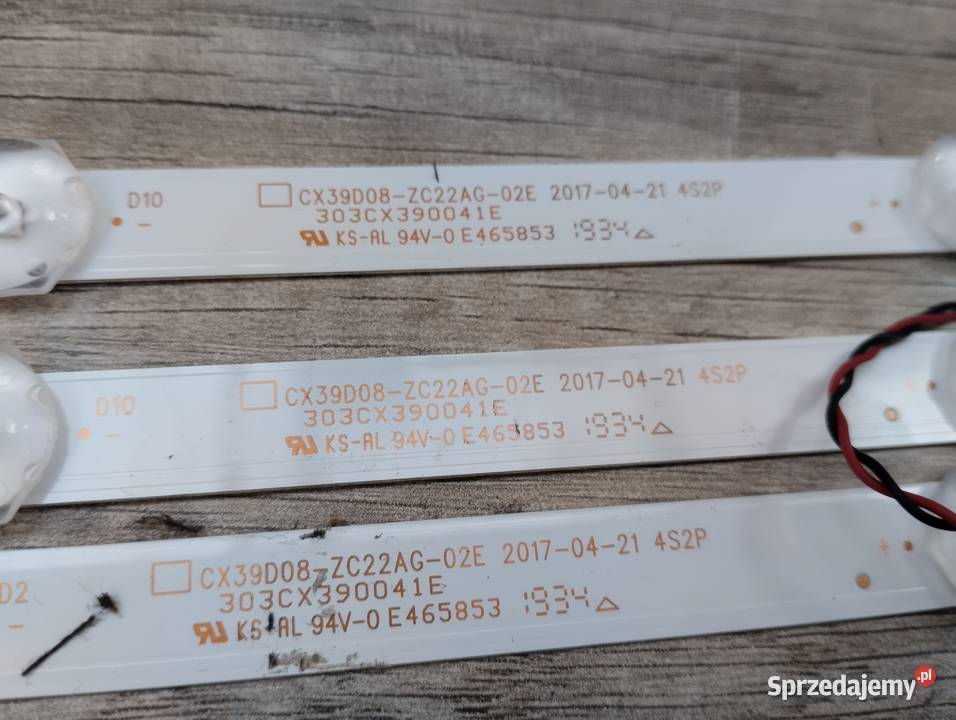 D10
CX39D08-ZC22AG-02E 2017-04-21 4S2P
303CX390041E
KS-AL 94V-0 E465853 1934
-
D10
CX39D08-ZC22AG-02E 2017-04-21 4S2P
303CX390041E
KS-AL 94V-0 E465853 1934
-
+
D2
CX39D08-ZC22AG-02E 2017-04-21 4S2P
303CX390041E
KS-AL 94V-0 E465853 1934
-
+
Sprzedajemy.pl